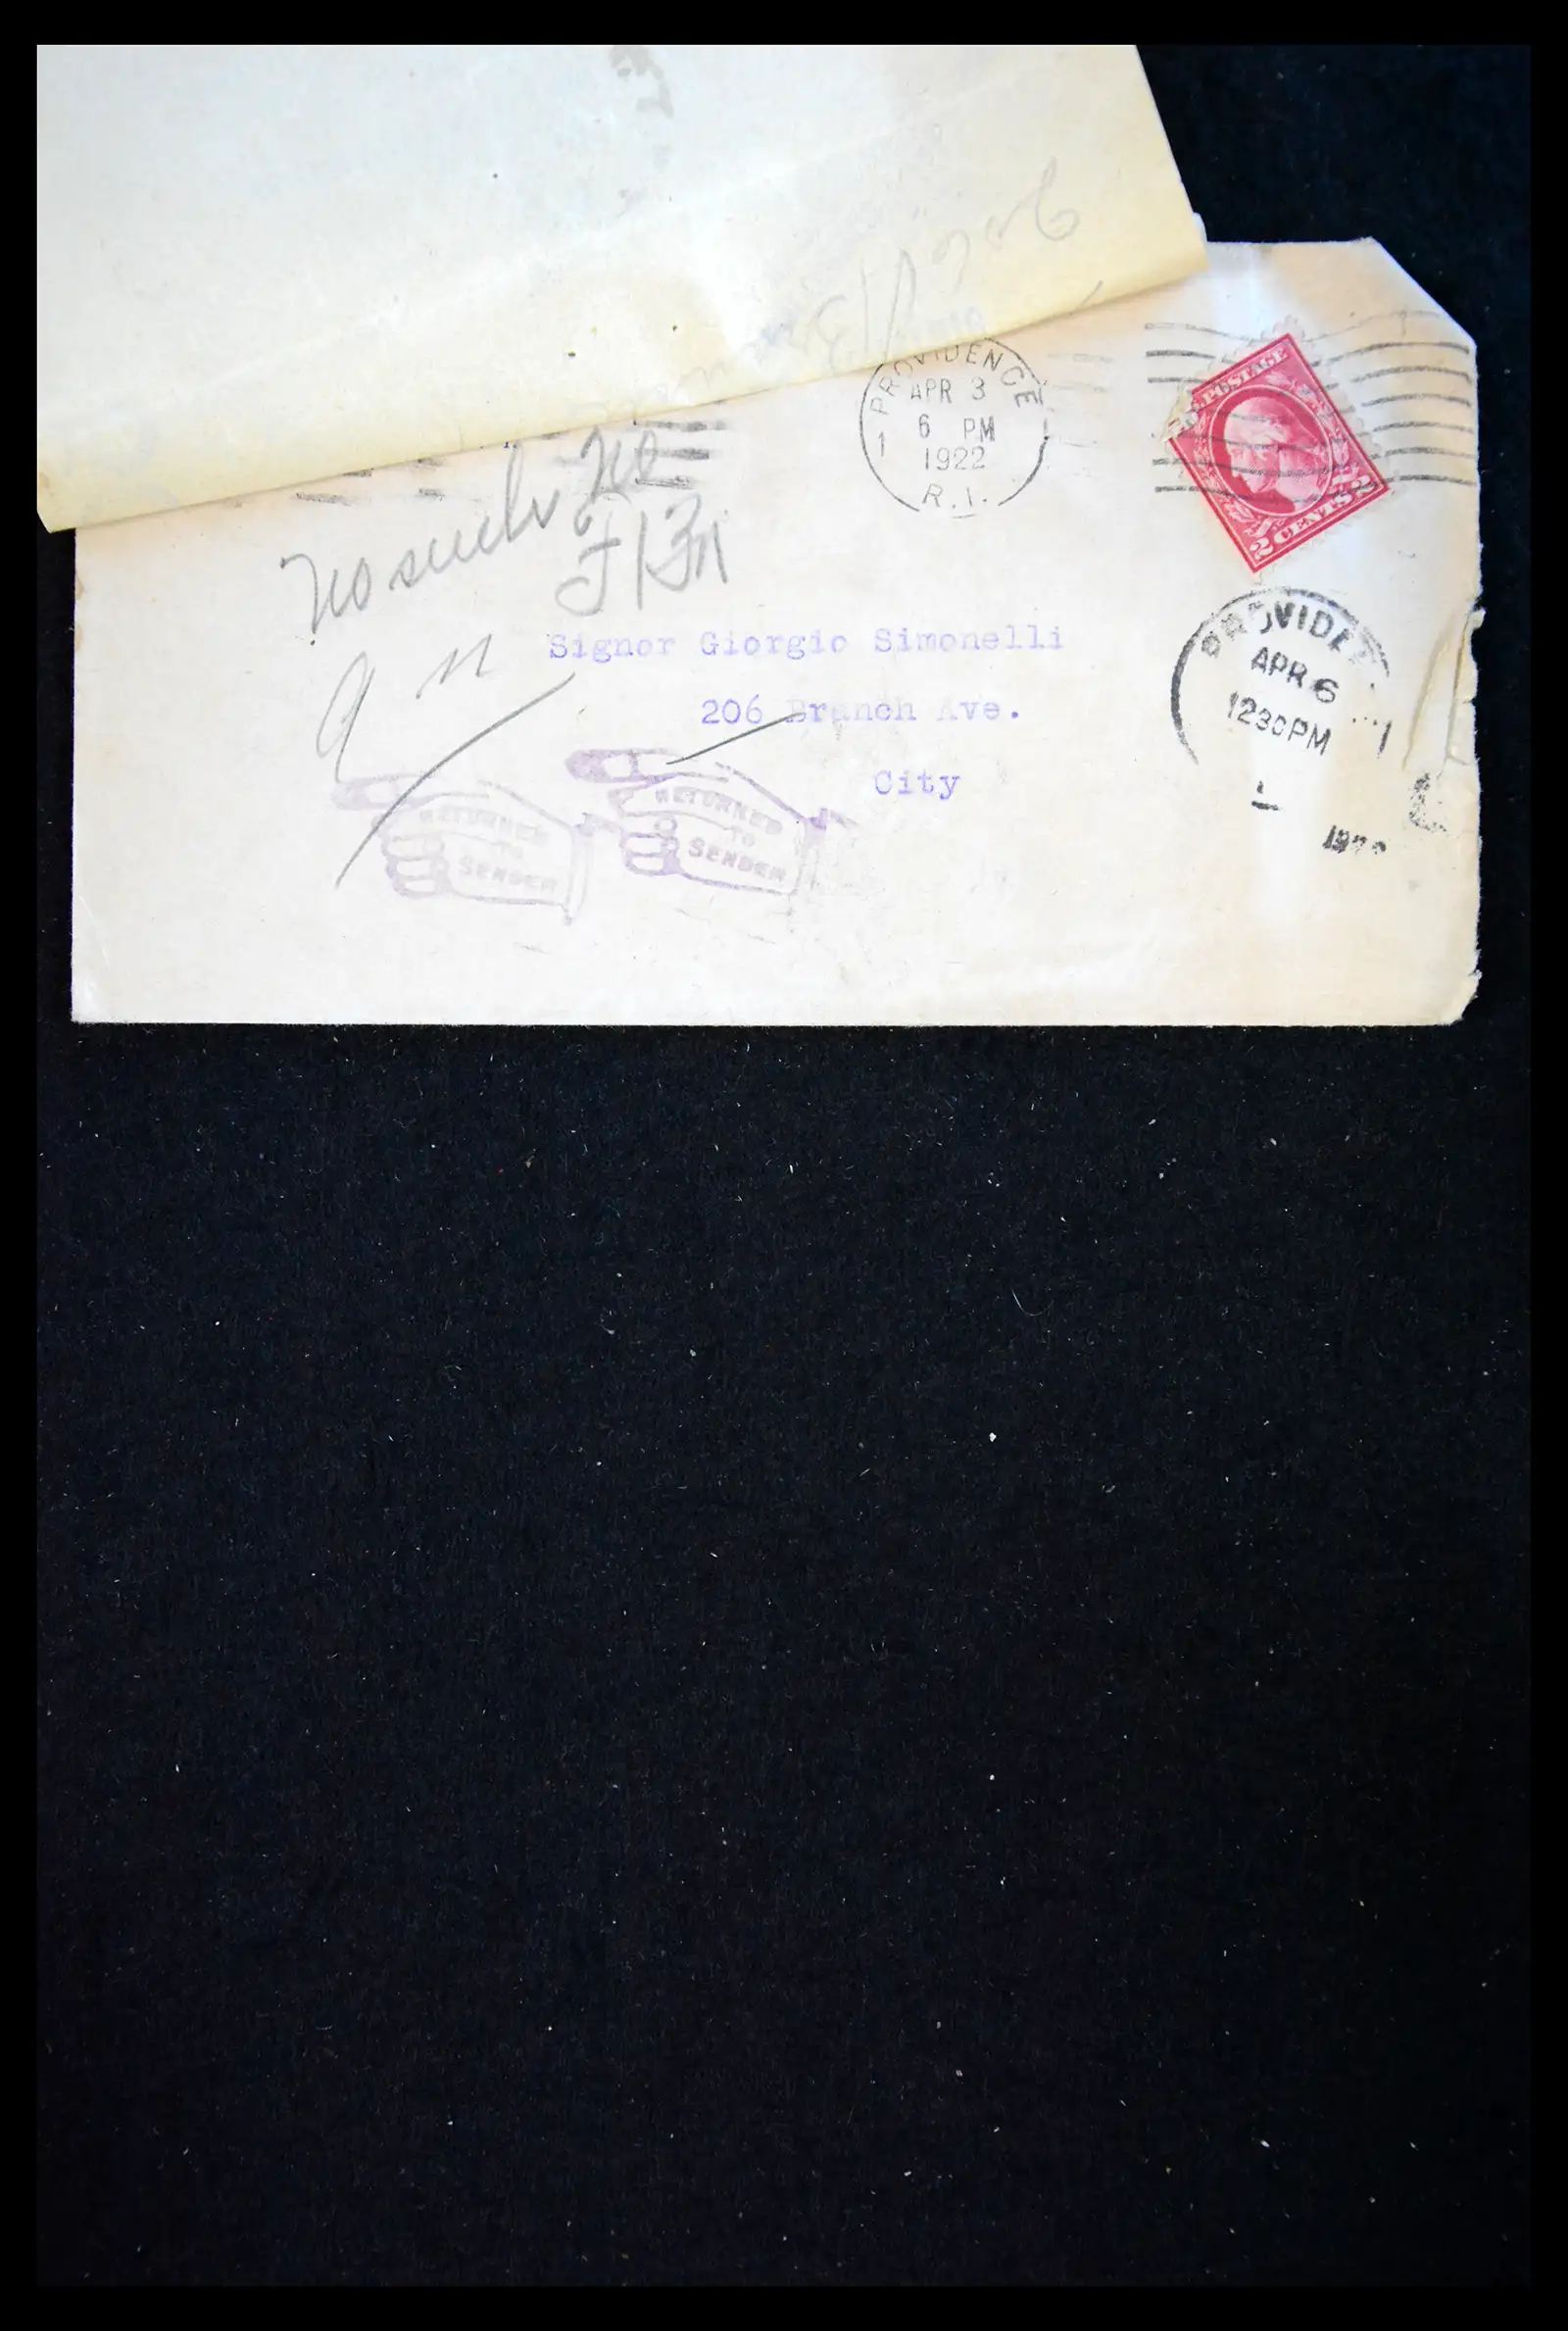 PROVIDENCE
APR 3
6 PM
1
1922
R.I.
POSTAGE
2 CENTS 2
No such No
Signor Giorgio Simonelli
206 Branch Ave.
City
APR 6
1230PM
RETURNED
TO
SENDER
RETURNED
TO
SENDER